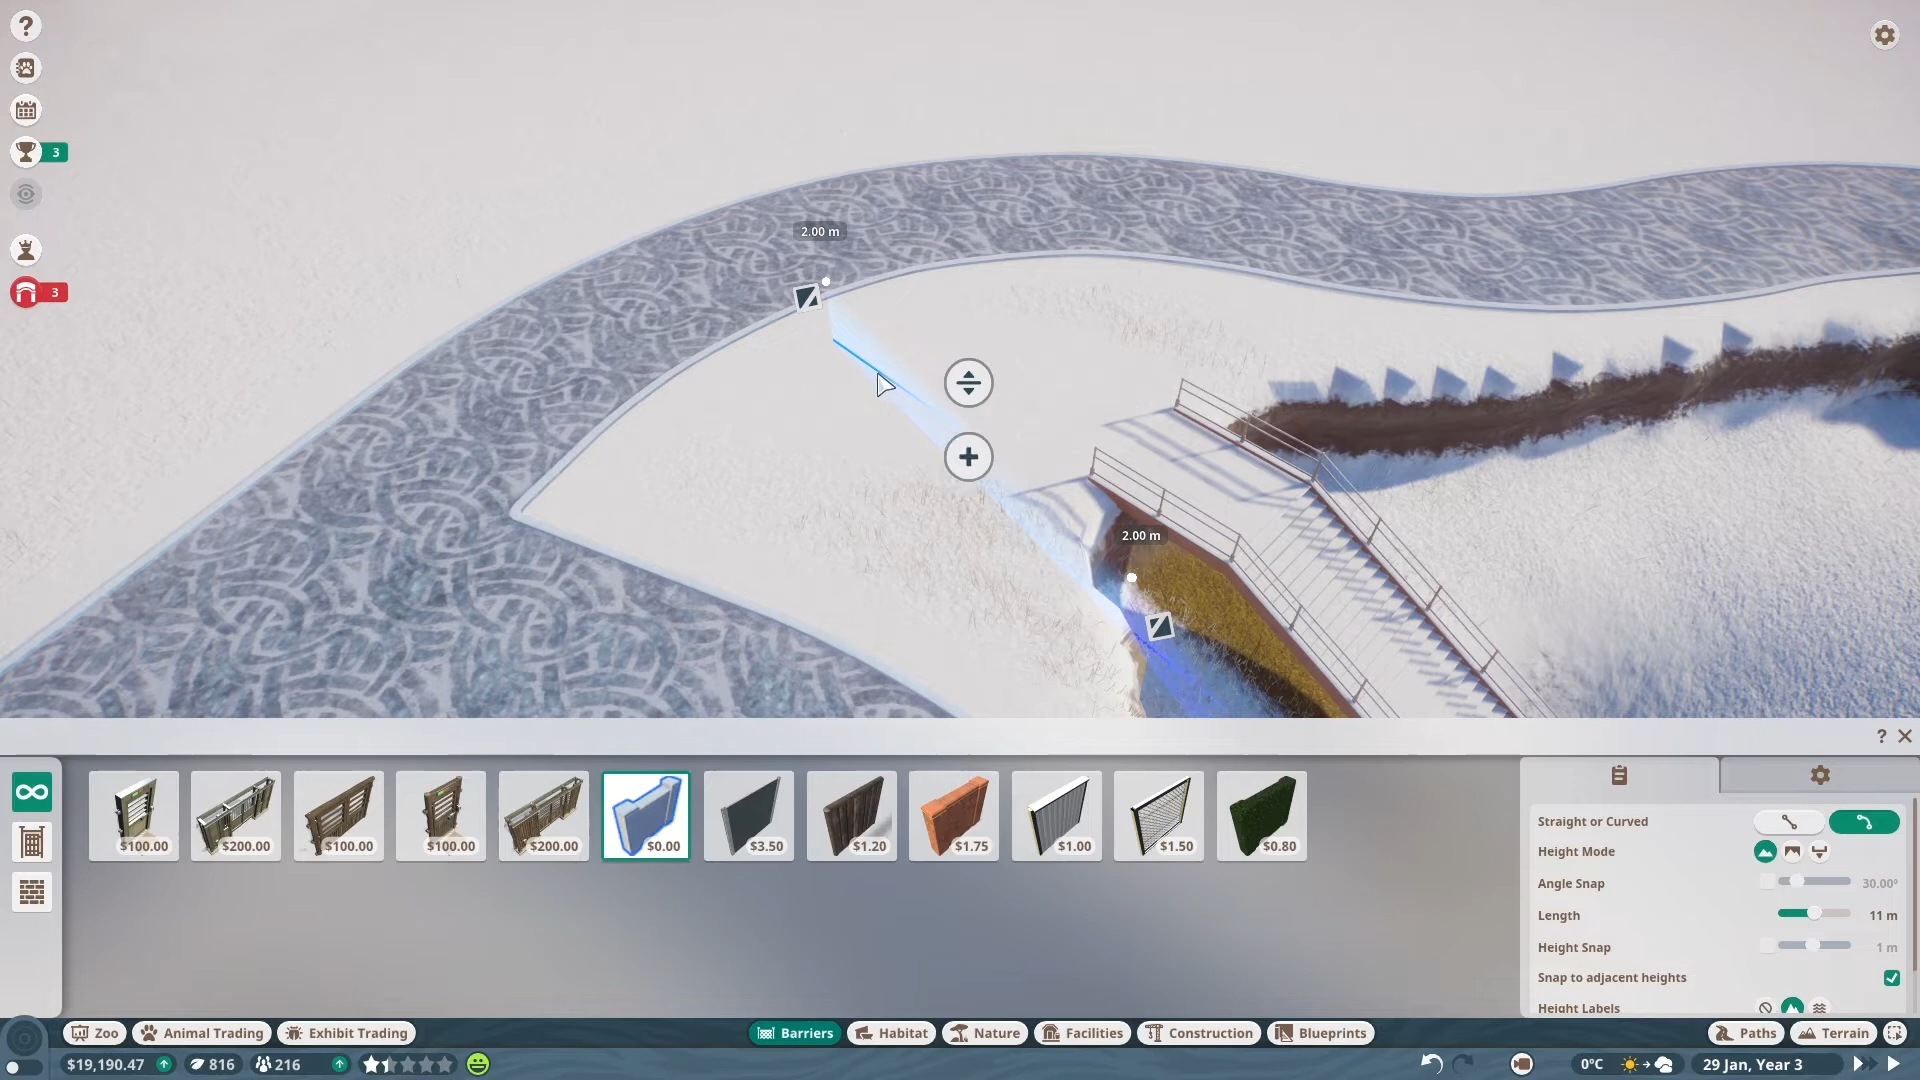 ?
3
3
2.00 m
2.00 m
?
$100.00
$200.00
$100.00
$100.00
$200.00
$0.00
$3.50
$1.20
$1.75
$1.00
$1.50
$0.80
Straight or Curved
Height Mode
Angle Snap 30.00°
Length 11 m
Height Snap 1 m
Snap to adjacent heights
Height Labels
Zoo Animal Trading Exhibit Trading Barriers Habitat Nature Facilities Construction Blueprints Paths Terrain
$19,190.47 816 216 0°C 29 Jan, Year 3